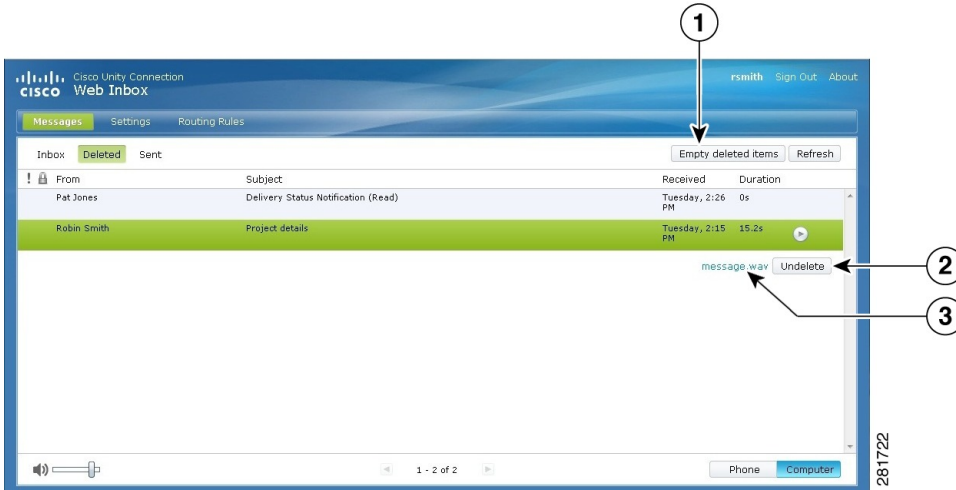 1
Cisco Unity Connection
cisco Web Inbox
rsmith Sign Out About
Messages Settings Routing Rules
Inbox Deleted Sent Empty deleted items Refresh
! From Subject Received Duration
Pat Jones Delivery Status Notification (Read) Tuesday, 2:26 0s
PM
Robin Smith Project details Tuesday, 2:15 15.2s
PM
message.wav Undelete
2
3
1 - 2 of 2 Phone Computer
281722